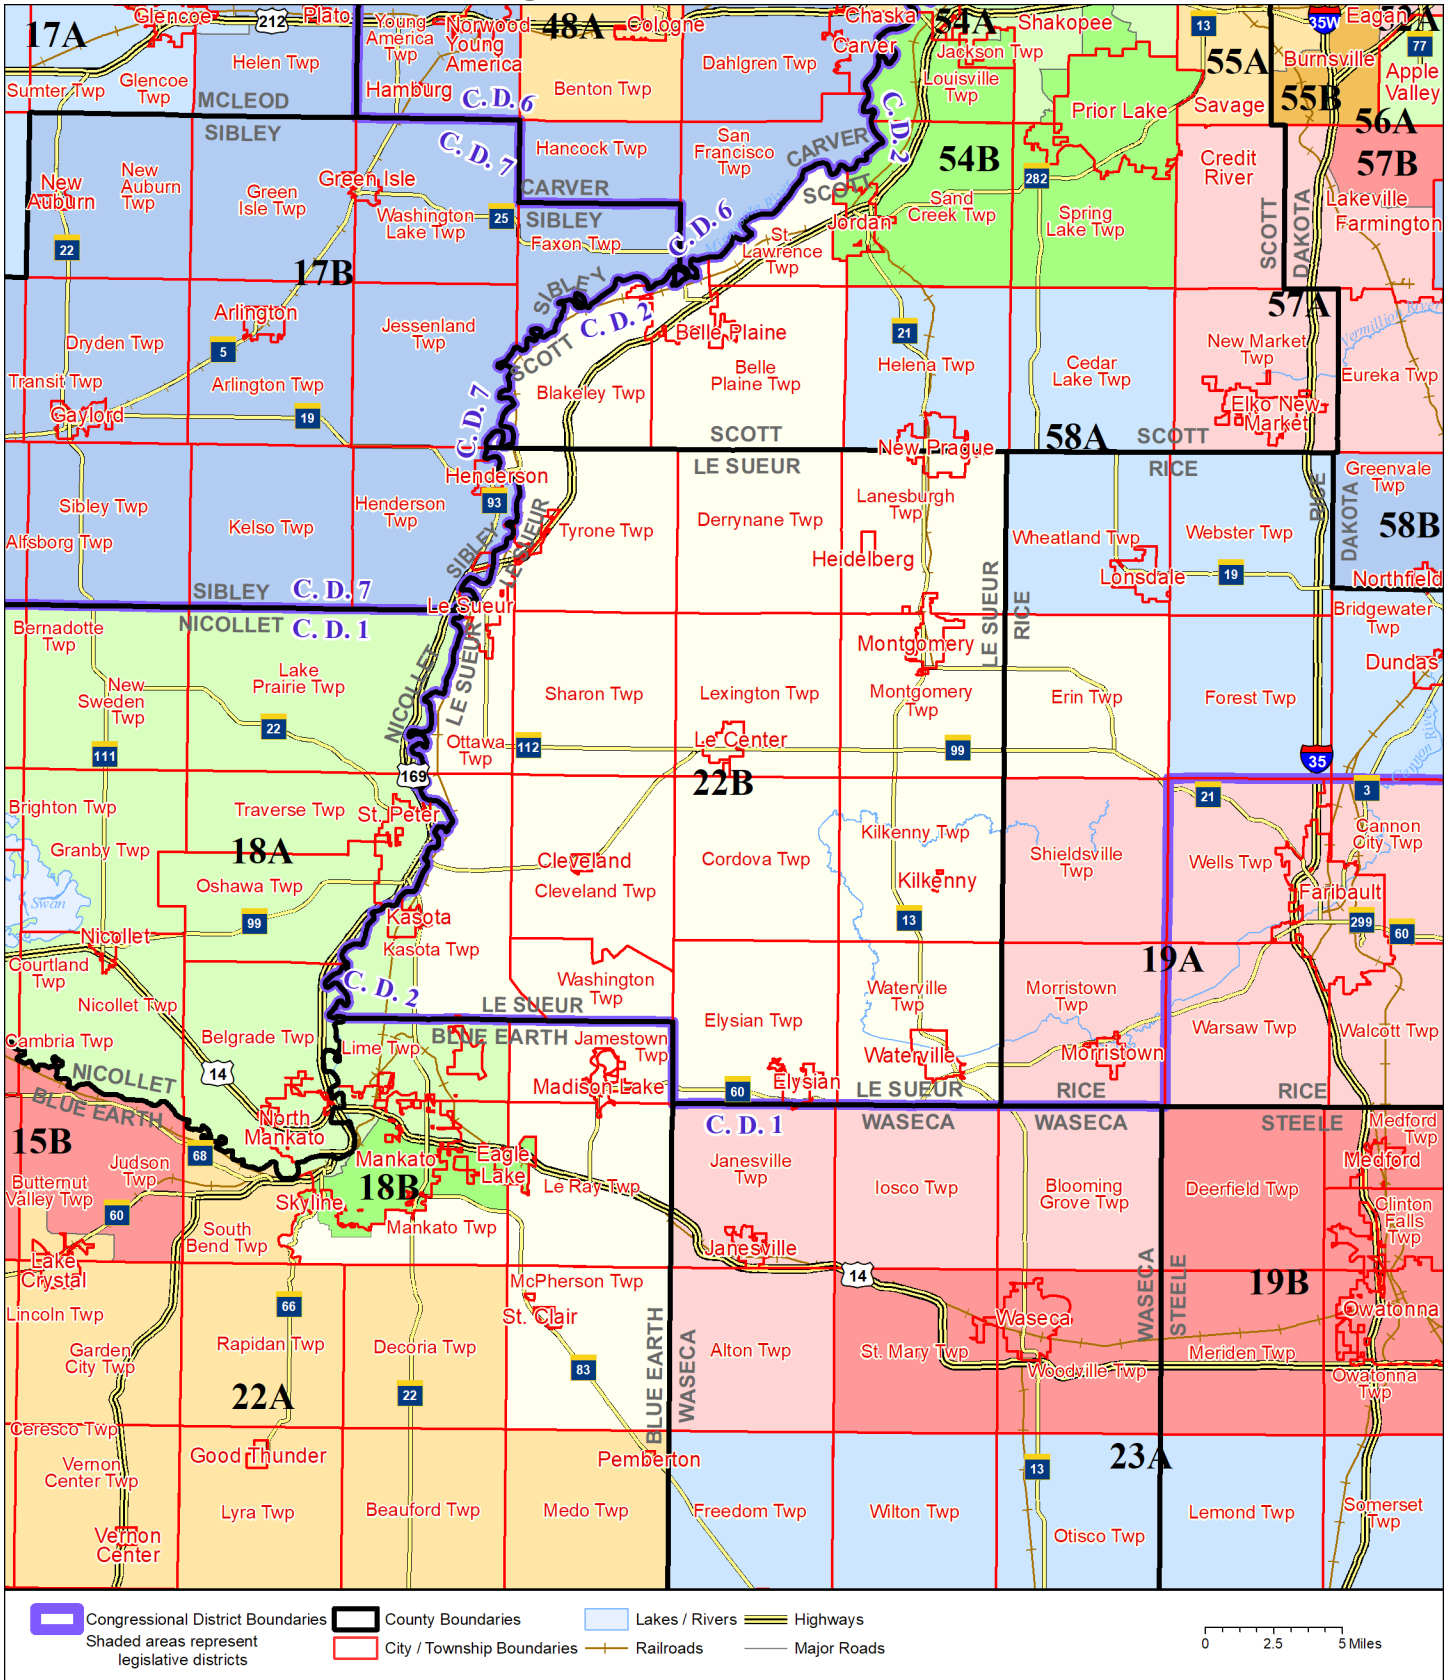 17A
Glencoe
212
Plato
Young America Twp
Norwood Young America
48A
Cologne
Chaska
54A
Shakopee
13
35W
Eagan
52A
77
Sumter Twp
Glencoe Twp
Helen Twp
Hamburg
Benton Twp
Dahlgren Twp
Carver
Jackson Twp
Louisville Twp
Prior Lake
55A
Savage
Burnsville
55B
Apple Valley
56A
MCLEOD
SIBLEY
C. D. 6
C. D. 7
Hancock Twp
San Francisco Twp
CARVER
SCOTT
C. D. 2
54B
282
Credit River
57B
Lakeville
Farmington
New Auburn
New Auburn Twp
Green Isle
Green Isle Twp
Washington Lake Twp
25
CARVER
SIBLEY
Faxon Twp
C. D. 6
St Lawrence Twp
Jordan
Sand Creek Twp
Spring Lake Twp
SCOTT
DAKOTA
22
17B
SIBLEY
SCOTT
C. D. 2
Belle Plaine
57A
Vermillion River
Arlington
Dryden Twp
5
Jessenland Twp
21
Helena Twp
New Market Twp
Transit Twp
Arlington Twp
Blakeley Twp
Belle Plaine Twp
Cedar Lake Twp
Eureka Twp
Gaylord
19
C. D. 7
Elko New Market
Henderson
SCOTT
LE SUEUR
New Prague
58A
SCOTT
RICE
Greenvale Twp
Sibley Twp
Alfsborg Twp
Kelso Twp
Henderson Twp
93
SIBLEY
LE SUEUR
Tyrone Twp
Derrynane Twp
Lanesburgh Twp
Heidelberg
Wheatland Twp
Lonsdale
Webster Twp
19
RICE
DAKOTA
58B
Northfield
SIBLEY
NICOLLET
C. D. 7
C. D. 1
Le Sueur
LE SUEUR
RICE
Bridgewater Twp
Bernadotte Twp
Lake Prairie Twp
NICOLLET
LE SUEUR
Montgomery
Dundas
New Sweden Twp
22
Sharon Twp
Lexington Twp
Montgomery Twp
Erin Twp
Forest Twp
111
Ottawa Twp
112
Le Center
99
35
Cannon River
169
22B
21
3
Brighton Twp
Traverse Twp
St. Peter
Kilkenny Twp
Cannon City Twp
Granby Twp
18A
Cleveland
Cordova Twp
Shieldsville Twp
Wells Twp
Oshawa Twp
Cleveland Twp
Kilkenny
Faribault
Swan
99
Kasota
13
299
60
Nicollet
Kasota Twp
Courtland Twp
C. D. 2
Washington Twp
Waterville Twp
Morristown Twp
19A
Nicollet Twp
LE SUEUR
BLUE EARTH
Elysian Twp
Warsaw Twp
Walcott Twp
Cambria Twp
Belgrade Twp
Lime Twp
Jamestown Twp
Waterville
Morristown
NICOLLET
BLUE EARTH
14
Madison Lake
60
Elysian
LE SUEUR
WASECA
RICE
WASECA
RICE
STEELE
C. D. 1
15B
North Mankato
Medford Twp
Medford
68
Judson Twp
Mankato
Eagle Lake
Janesville Twp
Butternut Valley Twp
60
18B
Le Ray Twp
Iosco Twp
Blooming Grove Twp
Deerfield Twp
Skyline
South Bend Twp
Mankato Twp
Clinton Falls Twp
Lake Crystal
Janesville
14
WASECA
STEELE
19B
McPherson Twp
Lincoln Twp
66
St. Clair
Waseca
Owatonna
Garden City Twp
Rapidan Twp
Decoria Twp
BLUE EARTH
WASECA
Alton Twp
St. Mary Twp
Woodville Twp
Meriden Twp
Owatonna Twp
83
22A
22
Ceresco Twp
Good Thunder
Pemberton
23A
13
Vernon Center Twp
Lyra Twp
Beauford Twp
Medo Twp
Freedom Twp
Wilton Twp
Otisco Twp
Lemond Twp
Somerset Twp
Vernon Center
Congressional District Boundaries
County Boundaries
Lakes / Rivers
Highways
Shaded areas represent legislative districts
City / Township Boundaries
Railroads
Major Roads
0 2.5 5 Miles